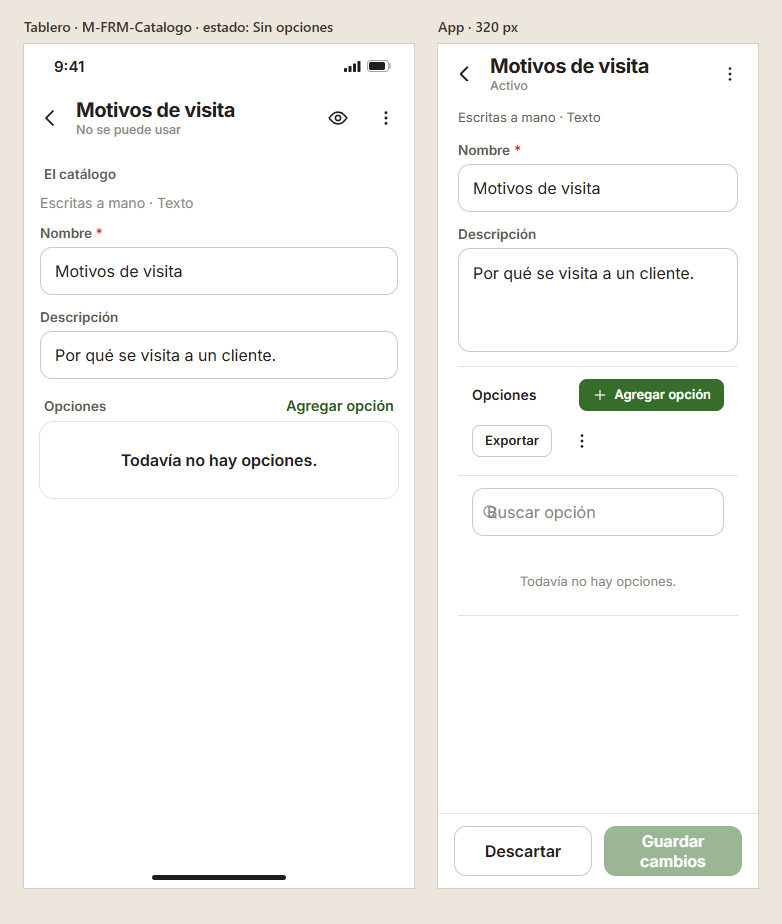 Tablero · M-FRM-Catalogo · estado: Sin opciones
9:41
Motivos de visita
No se puede usar
El catálogo
Escritas a mano · Texto
Nombre *
Motivos de visita
Descripción
Por qué se visita a un cliente.
Opciones
Agregar opción
Todavía no hay opciones.
App · 320 px
Motivos de visita
Activo
Escritas a mano · Texto
Nombre *
Motivos de visita
Descripción
Por qué se visita a un cliente.
Opciones
Agregar opción
Exportar
Buscar opción
Todavía no hay opciones.
Descartar
Guardar
cambios